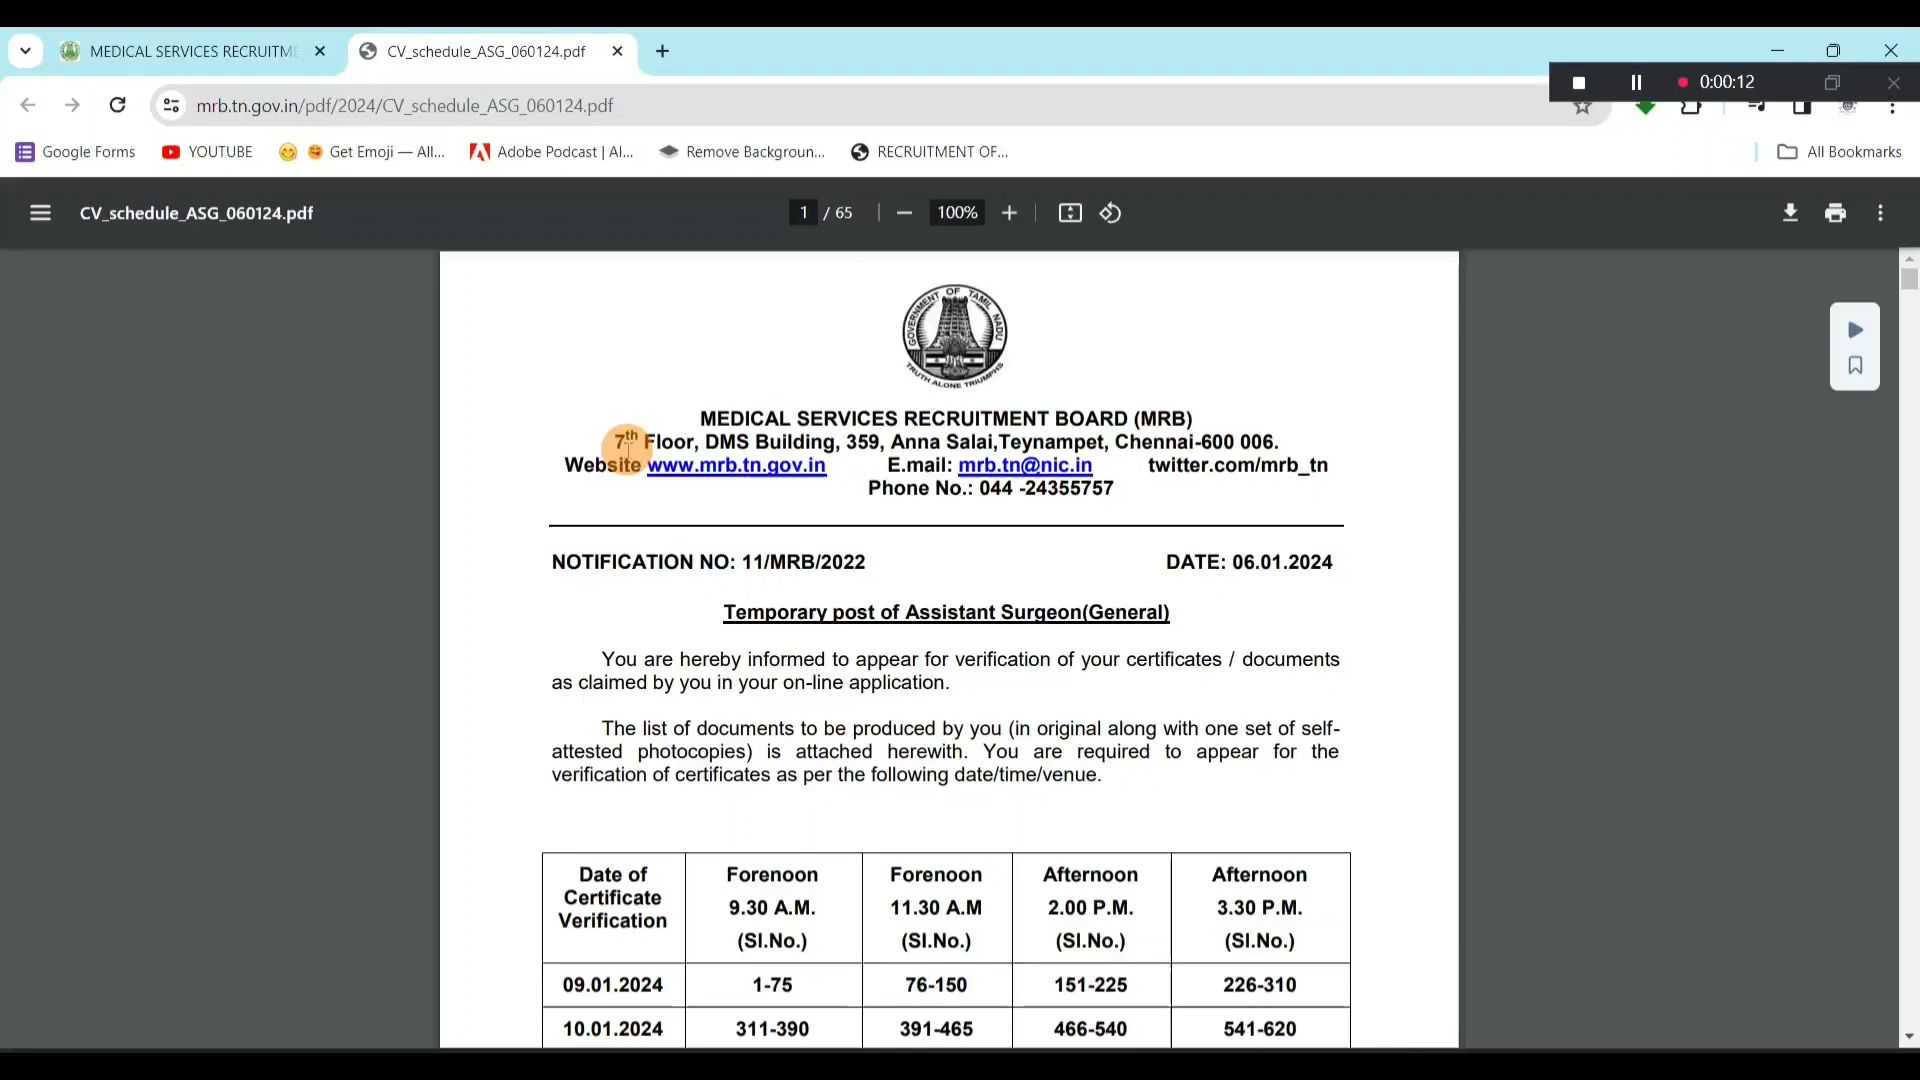 MEDICAL SERVICES RECRUITME
CV_schedule_ASG_060124.pdf
0:00:12
mrb.tn.gov.in/pdf/2024/CV_schedule_ASG_060124.pdf
Google Forms YOUTUBE Get Emoji — All... Adobe Podcast | AI... Remove Backgroun... RECRUITMENT OF... All Bookmarks
CV_schedule_ASG_060124.pdf 1 / 65 100%
GOVERNMENT OF TAMIL NADU
TRUTH ALONE TRIUMPHS
MEDICAL SERVICES RECRUITMENT BOARD (MRB)
7th Floor, DMS Building, 359, Anna Salai,Teynampet, Chennai-600 006.
Website www.mrb.tn.gov.in E.mail: mrb.tn@nic.in twitter.com/mrb_tn
Phone No.: 044 -24355757
NOTIFICATION NO: 11/MRB/2022 DATE: 06.01.2024
Temporary post of Assistant Surgeon(General)
You are hereby informed to appear for verification of your certificates / documents
as claimed by you in your on-line application.
The list of documents to be produced by you (in original along with one set of self-
attested photocopies) is attached herewith. You are required to appear for the
verification of certificates as per the following date/time/venue.
Date of Certificate Verification Forenoon 9.30 A.M. (Sl.No.) Forenoon 11.30 A.M (Sl.No.) Afternoon 2.00 P.M. (Sl.No.) Afternoon 3.30 P.M. (Sl.No.)
09.01.2024 1-75 76-150 151-225 226-310
10.01.2024 311-390 391-465 466-540 541-620